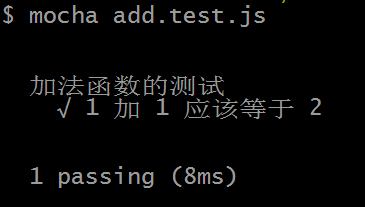 $ mocha add.test.js
加法函数的测试
√ 1 加 1 应该等于 2
1 passing (8ms)